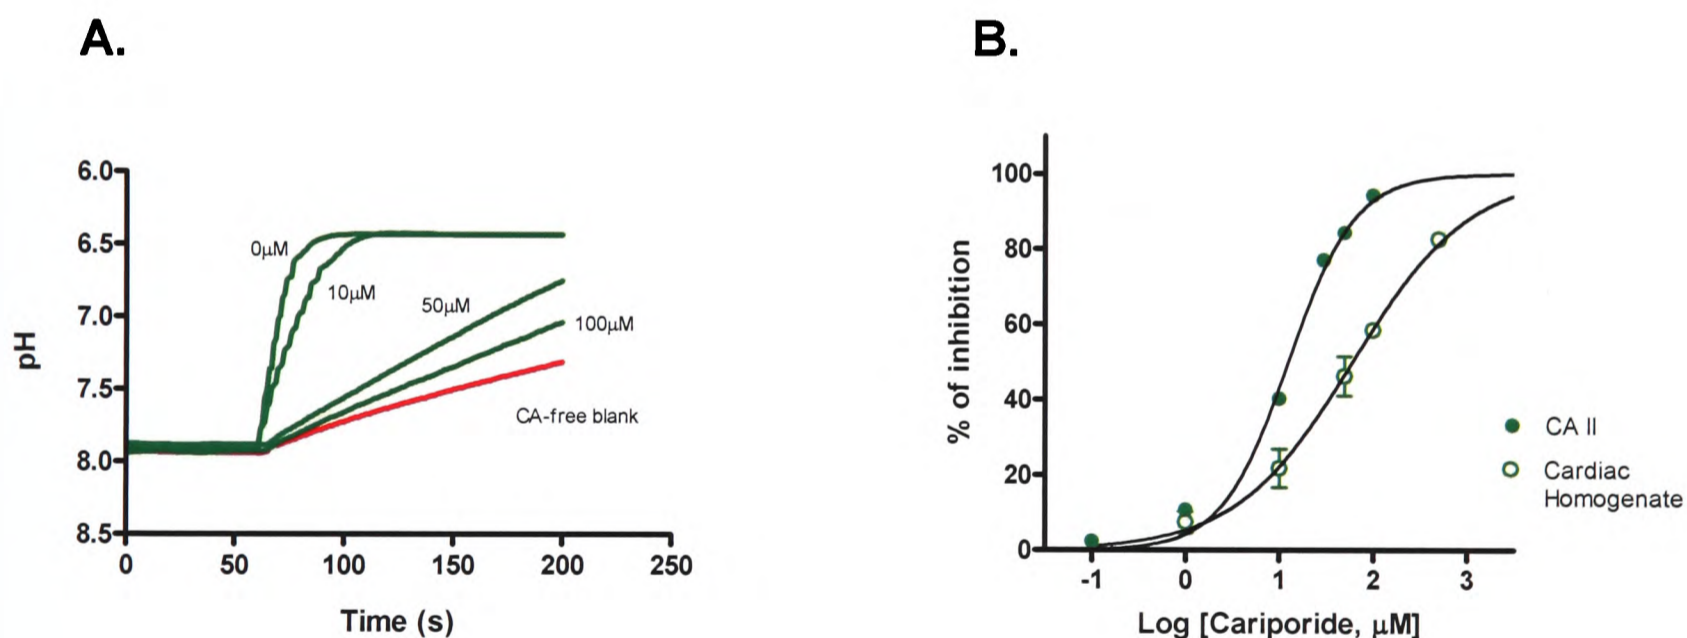 A.
B.
6.0
6.5
7.0
7.5
8.0
8.5
pH
0μM
10μM
50μM
100μM
CA-free blank
0
50
100
150
200
250
Time (s)
100
80
60
40
20
0
% of inhibition
CA II
Cardiac
Homogenate
-1
0
1
2
3
Log [Cariporide, μM]